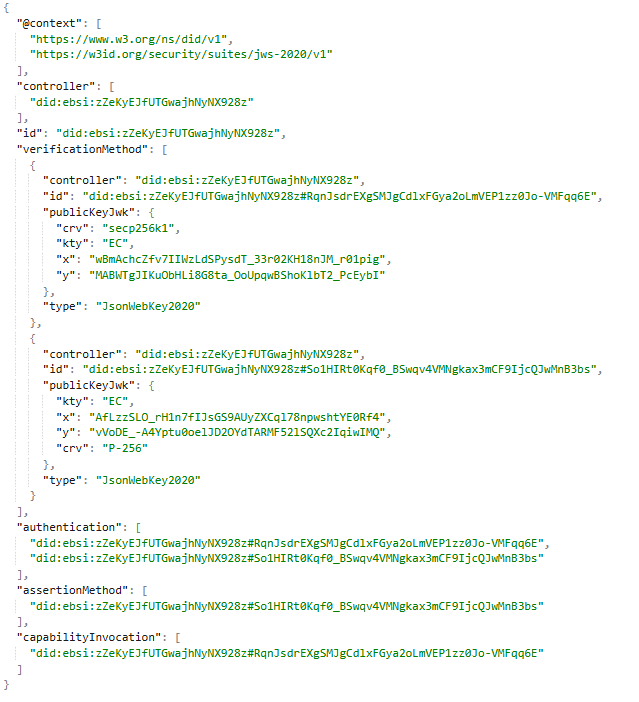 {
"@context": [
"https://www.w3.org/ns/did/v1",
"https://w3id.org/security/suites/jws-2020/v1"
],
"controller": [
"did:ebsi:zZeKyEJfUTGwajhNyNX928z"
],
"id": "did:ebsi:zZeKyEJfUTGwajhNyNX928z",
"verificationMethod": [
{
"controller": "did:ebsi:zZeKyEJfUTGwajhNyNX928z",
"id": "did:ebsi:zZeKyEJfUTGwajhNyNX928z#RqnJsdrEXgSMJgCdlxFGya2oLmVEP1zz0Jo-VMFqq6E",
"publicKeyJwk": {
"crv": "secp256k1",
"kty": "EC",
"x": "wBmAchcZfv7IIWzLdSPysdT_33r02KH18nJM_r01pig",
"y": "MABWTgJIKuObHLi8G8ta_OoUpqwBShoKlbT2_PcEybI"
},
"type": "JsonWebKey2020"
},
{
"controller": "did:ebsi:zZeKyEJfUTGwajhNyNX928z",
"id": "did:ebsi:zZeKyEJfUTGwajhNyNX928z#So1HIRt0Kqf0_BSwqv4VMNgkax3mCF9IjcQJwMnB3bs",
"publicKeyJwk": {
"kty": "EC",
"x": "AfLzzSLO_rH1n7fIJsGS9AUyZXCql78npwshtYE0Rf4",
"y": "vVoDE_-A4Yptu0oelJD2OYdTARMF52lSQXc2IqiwIMQ",
"crv": "P-256"
},
"type": "JsonWebKey2020"
}
],
"authentication": [
"did:ebsi:zZeKyEJfUTGwajhNyNX928z#RqnJsdrEXgSMJgCdlxFGya2oLmVEP1zz0Jo-VMFqq6E",
"did:ebsi:zZeKyEJfUTGwajhNyNX928z#So1HIRt0Kqf0_BSwqv4VMNgkax3mCF9IjcQJwMnB3bs"
],
"assertionMethod": [
"did:ebsi:zZeKyEJfUTGwajhNyNX928z#So1HIRt0Kqf0_BSwqv4VMNgkax3mCF9IjcQJwMnB3bs"
],
"capabilityInvocation": [
"did:ebsi:zZeKyEJfUTGwajhNyNX928z#RqnJsdrEXgSMJgCdlxFGya2oLmVEP1zz0Jo-VMFqq6E"
]
}